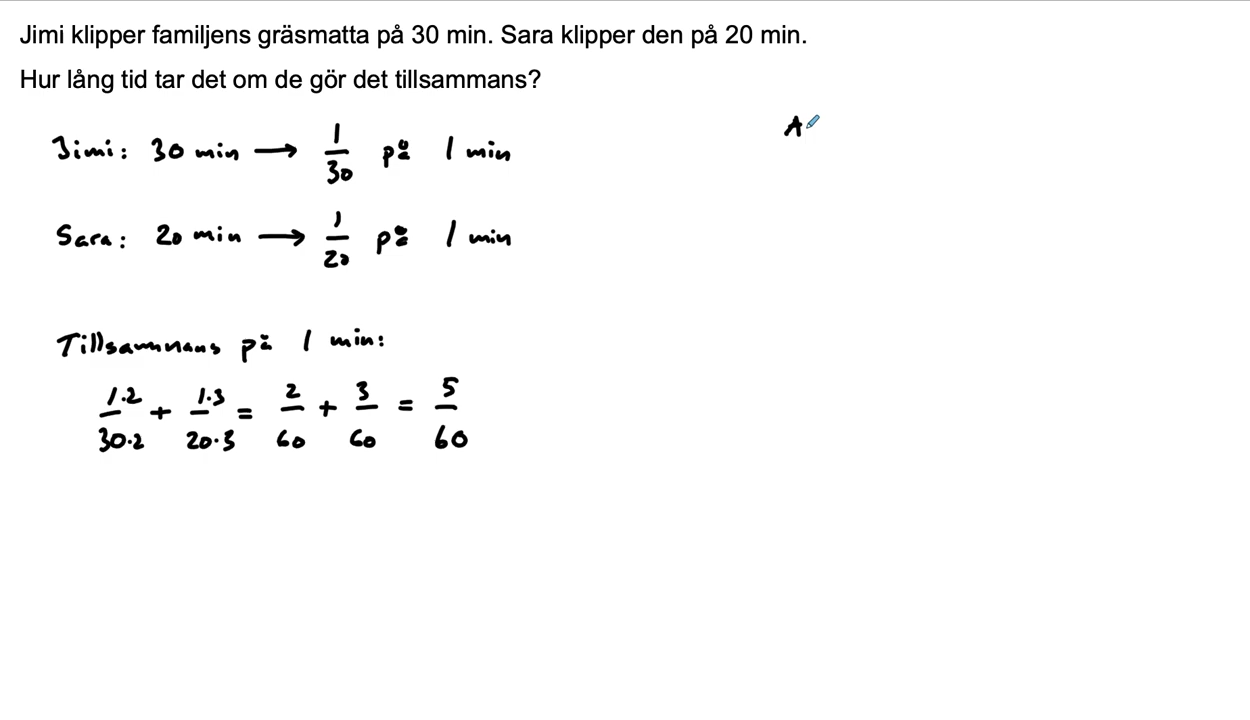 Jimi klipper familjens gräsmatta på 30 min. Sara klipper den på 20 min.
Hur lång tid tar det om de gör det tillsammans?
A
Jimi: 30 min → 1/30 på 1 min
Sara: 20 min → 1/20 på 1 min
Tillsammans på 1 min:
1·2/30·2 + 1·3/20·3 = 2/60 + 3/60 = 5/60